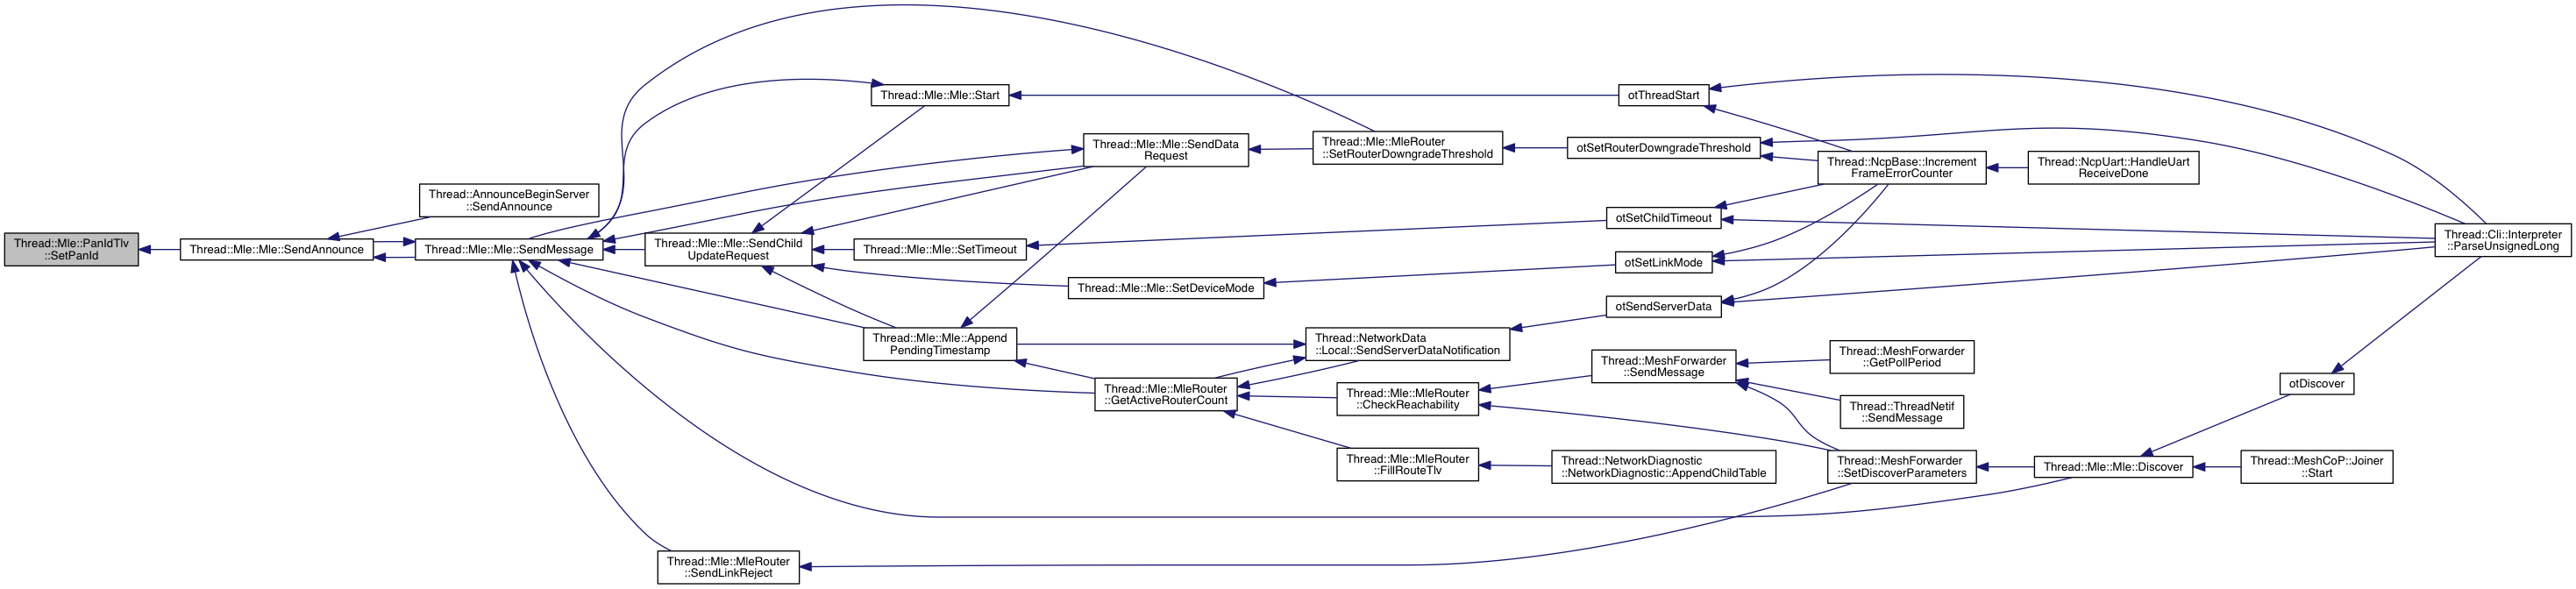 Thread::Mle::PanIdTlv
::SetPanId
Thread::Mle::Mle::SendAnnounce
Thread::AnnounceBeginServer
::SendAnnounce
Thread::Mle::Mle::SendMessage
Thread::Mle::Mle::SendChild
UpdateRequest
Thread::Mle::MleRouter
::SendLinkReject
Thread::Mle::Mle::Start
Thread::Mle::Mle::SetTimeout
Thread::Mle::Mle::Append
PendingTimestamp
Thread::Mle::Mle::SendData
Request
Thread::Mle::Mle::SetDeviceMode
Thread::Mle::MleRouter
::GetActiveRouterCount
Thread::Mle::MleRouter
::SetRouterDowngradeThreshold
Thread::NetworkData
::Local::SendServerDataNotification
Thread::Mle::MleRouter
::CheckReachability
Thread::Mle::MleRouter
::FillRouteTlv
otThreadStart
otSetRouterDowngradeThreshold
otSetChildTimeout
otSetLinkMode
otSendServerData
Thread::MeshForwarder
::SendMessage
Thread::NetworkDiagnostic
::NetworkDiagnostic::AppendChildTable
Thread::NcpBase::Increment
FrameErrorCounter
Thread::MeshForwarder
::GetPollPeriod
Thread::ThreadNetif
::SendMessage
Thread::MeshForwarder
::SetDiscoverParameters
Thread::NcpUart::HandleUart
ReceiveDone
Thread::Mle::Mle::Discover
otDiscover
Thread::MeshCoP::Joiner
::Start
Thread::Cli::Interpreter
::ParseUnsignedLong